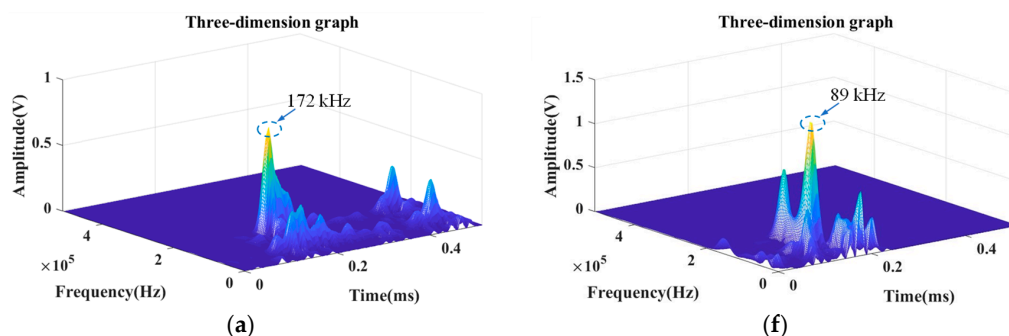 Three-dimension graph
1
0.5
0
Amplitude(V)
172 kHz
4
2
0
×10⁵
Frequency(Hz)
0
0.2
0.4
Time(ms)
(a)
Three-dimension graph
1.5
1
0.5
0
Amplitude(V)
89 kHz
4
2
0
×10⁵
Frequency(Hz)
0
0.2
0.4
Time(ms)
(f)